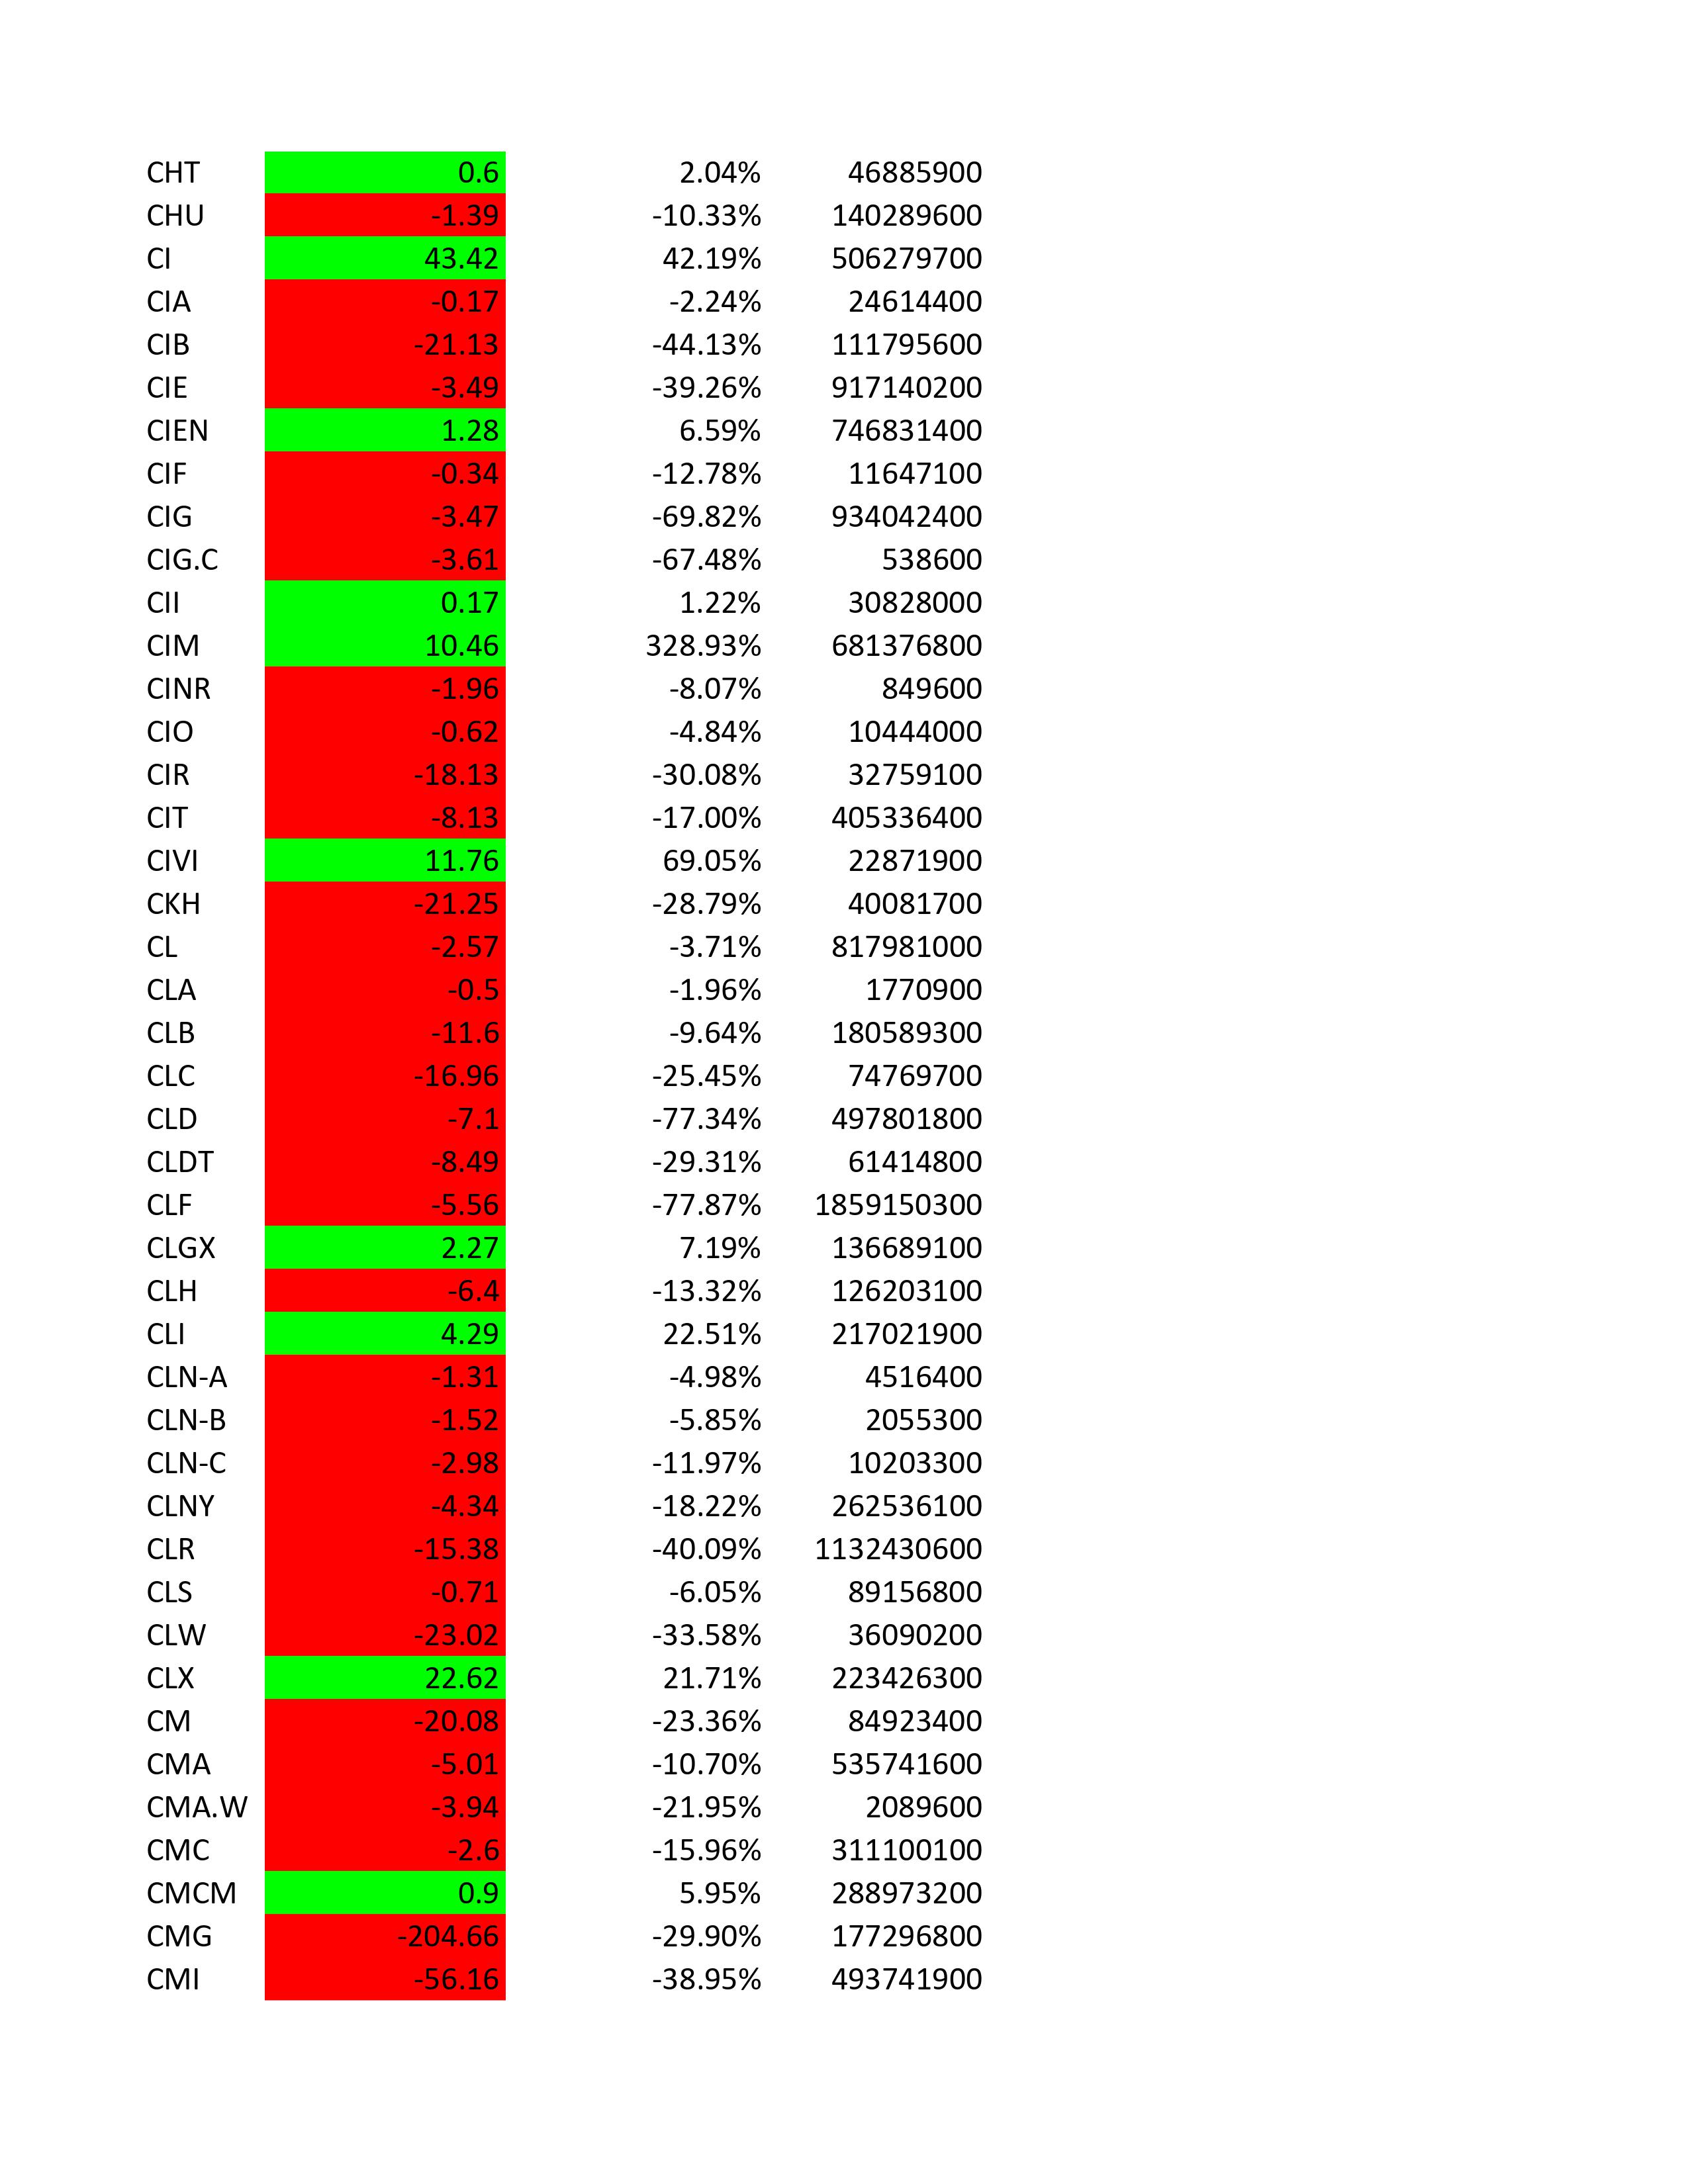 CHT 0.6 2.04% 46885900
CHU -1.39 -10.33% 140289600
CI 43.42 42.19% 506279700
CIA -0.17 -2.24% 24614400
CIB -21.13 -44.13% 111795600
CIE -3.49 -39.26% 917140200
CIEN 1.28 6.59% 746831400
CIF -0.34 -12.78% 11647100
CIG -3.47 -69.82% 934042400
CIG.C -3.61 -67.48% 538600
CII 0.17 1.22% 30828000
CIM 10.46 328.93% 681376800
CINR -1.96 -8.07% 849600
CIO -0.62 -4.84% 10444000
CIR -18.13 -30.08% 32759100
CIT -8.13 -17.00% 405336400
CIVI 11.76 69.05% 22871900
CKH -21.25 -28.79% 40081700
CL -2.57 -3.71% 817981000
CLA -0.5 -1.96% 1770900
CLB -11.6 -9.64% 180589300
CLC -16.96 -25.45% 74769700
CLD -7.1 -77.34% 497801800
CLDT -8.49 -29.31% 61414800
CLF -5.56 -77.87% 1859150300
CLGX 2.27 7.19% 136689100
CLH -6.4 -13.32% 126203100
CLI 4.29 22.51% 217021900
CLN-A -1.31 -4.98% 4516400
CLN-B -1.52 -5.85% 2055300
CLN-C -2.98 -11.97% 10203300
CLNY -4.34 -18.22% 262536100
CLR -15.38 -40.09% 1132430600
CLS -0.71 -6.05% 89156800
CLW -23.02 -33.58% 36090200
CLX 22.62 21.71% 223426300
CM -20.08 -23.36% 84923400
CMA -5.01 -10.70% 535741600
CMA.W -3.94 -21.95% 2089600
CMC -2.6 -15.96% 311100100
CMCM 0.9 5.95% 288973200
CMG -204.66 -29.90% 177296800
CMI -56.16 -38.95% 493741900